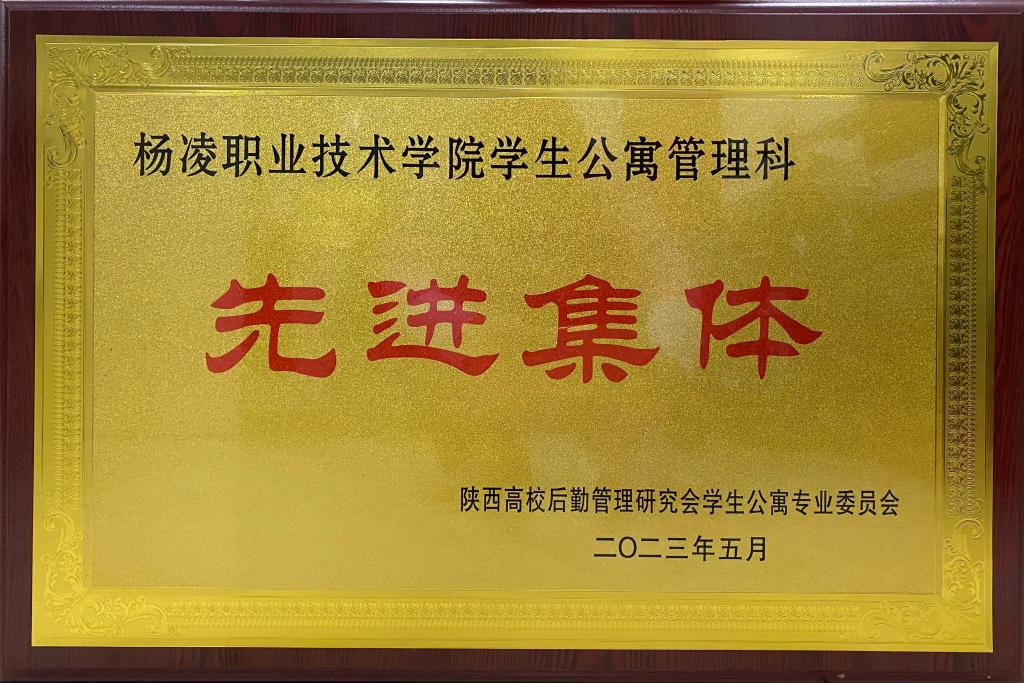 杨凌职业技术学院学生公寓管理科
先进集体
陕西高校后勤管理研究会学生公寓专业委员会
二〇二三年五月